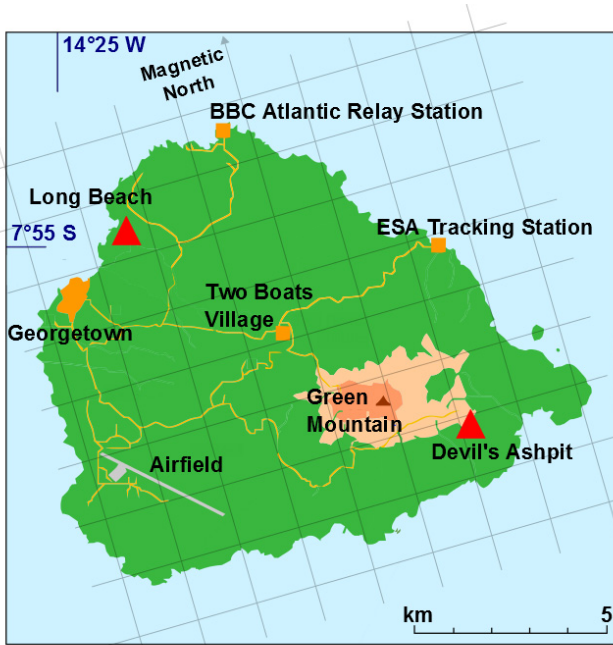 14°25 W
Magnetic
North
BBC Atlantic Relay Station
Long Beach
ESA Tracking Station
7°55 S
Two Boats
Village
Georgetown
Green
Mountain
Airfield
Devil's Ashpit
km 5